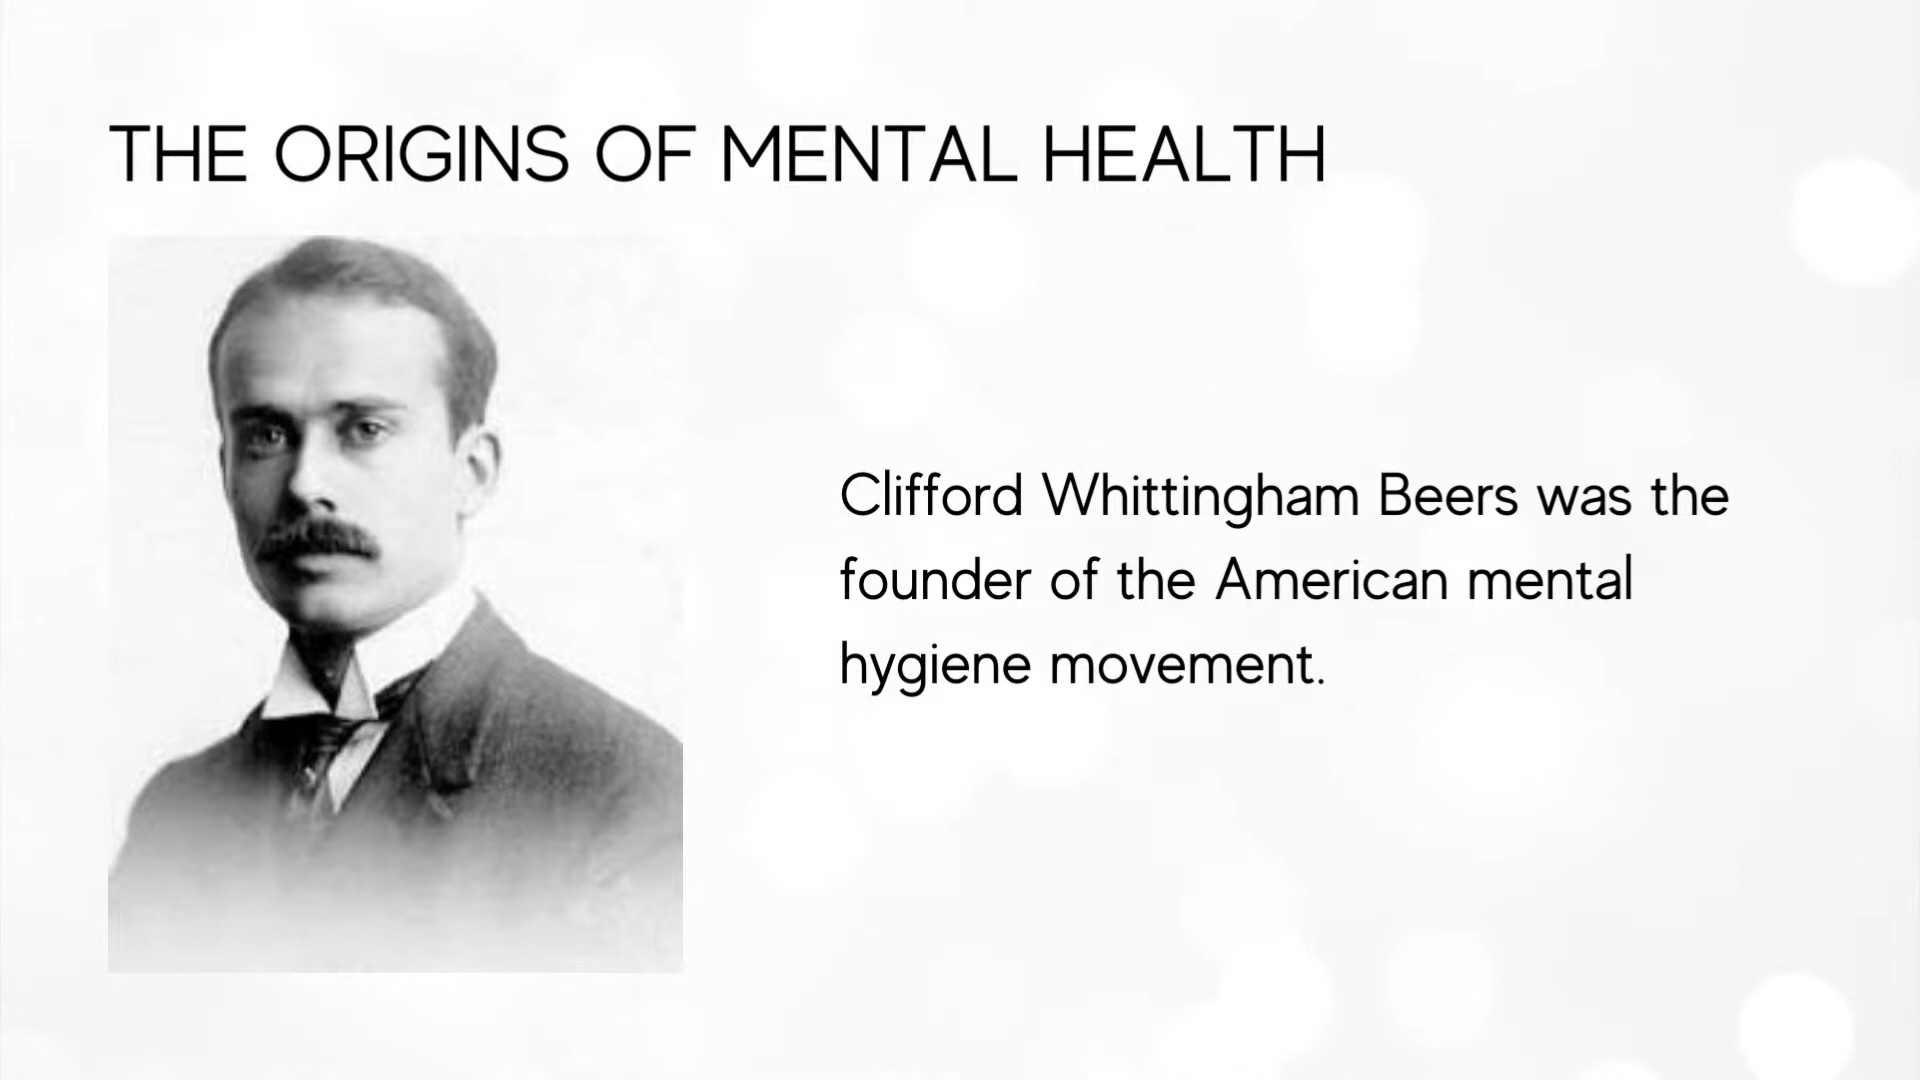 THE ORIGINS OF MENTAL HEALTH
Clifford Whittingham Beers was the
founder of the American mental
hygiene movement.